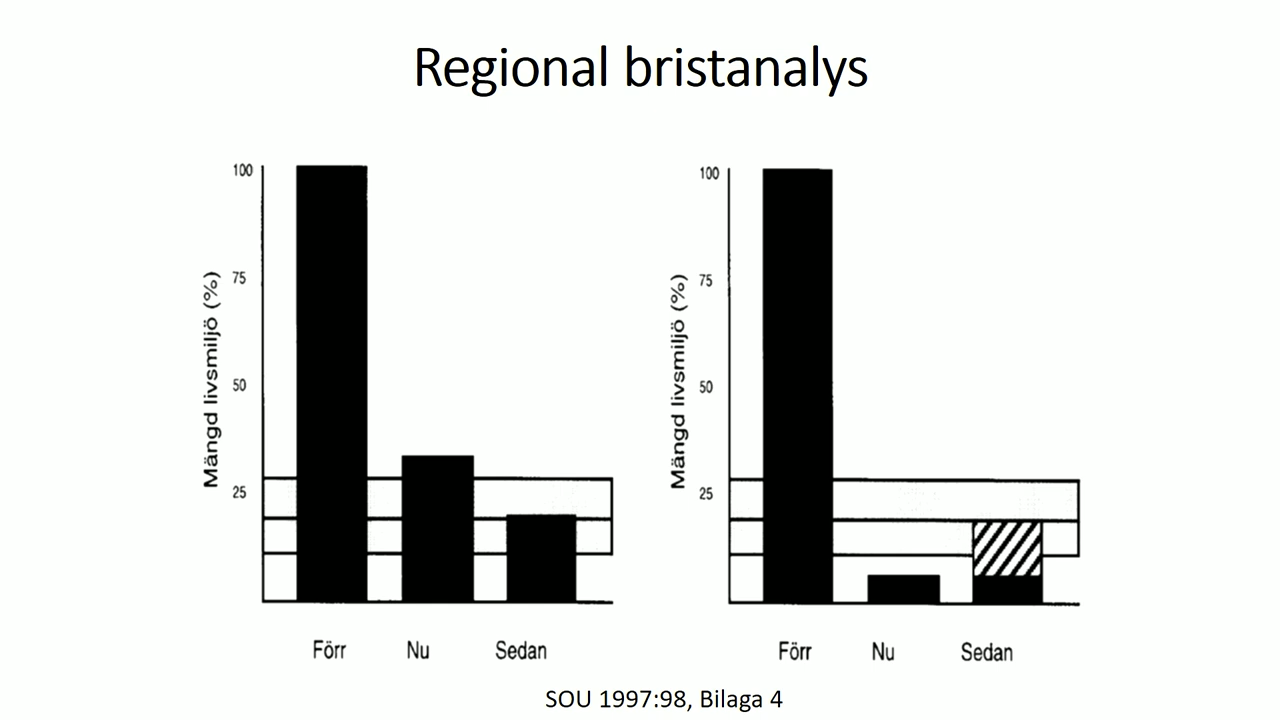 Regional bristanalys
100
75
50
25
Mängd livsmiljö (%)
Förr Nu Sedan
100
75
50
25
Mängd livsmiljö (%)
Förr Nu Sedan
SOU 1997:98, Bilaga 4